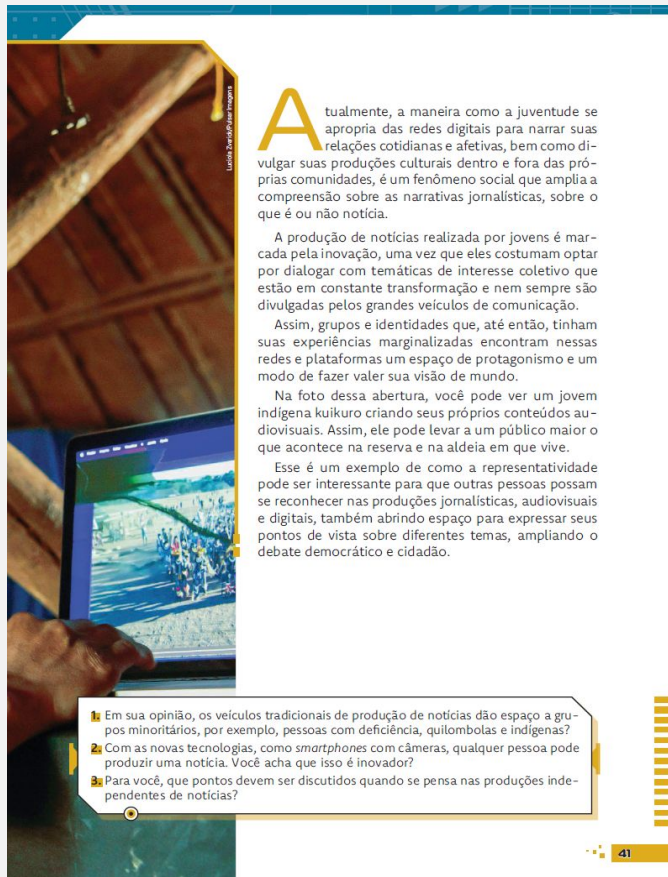 Luciola Zvarick/Pulsar Imagens
Atualmente, a maneira como a juventude se
apropria das redes digitais para narrar suas
relações cotidianas e afetivas, bem como di-
vulgar suas produções culturais dentro e fora das pró-
prias comunidades, é um fenômeno social que amplia a
compreensão sobre as narrativas jornalísticas, sobre o
que é ou não notícia.
A produção de notícias realizada por jovens é mar-
cada pela inovação, uma vez que eles costumam optar
por dialogar com temáticas de interesse coletivo que
estão em constante transformação e nem sempre são
divulgadas pelos grandes veículos de comunicação.
Assim, grupos e identidades que, até então, tinham
suas experiências marginalizadas encontram nessas
redes e plataformas um espaço de protagonismo e um
modo de fazer valer sua visão de mundo.
Na foto dessa abertura, você pode ver um jovem
indígena kuikuro criando seus próprios conteúdos au-
diovisuais. Assim, ele pode levar a um público maior o
que acontece na reserva e na aldeia em que vive.
Esse é um exemplo de como a representatividade
pode ser interessante para que outras pessoas possam
se reconhecer nas produções jornalísticas, audiovisuais
e digitais, também abrindo espaço para expressar seus
pontos de vista sobre diferentes temas, ampliando o
debate democrático e cidadão.
1. Em sua opinião, os veículos tradicionais de produção de notícias dão espaço a gru-
pos minoritários, por exemplo, pessoas com deficiência, quilombolas e indígenas?
2. Com as novas tecnologias, como smartphones com câmeras, qualquer pessoa pode
produzir uma notícia. Você acha que isso é inovador?
3. Para você, que pontos devem ser discutidos quando se pensa nas produções inde-
pendentes de notícias?
41